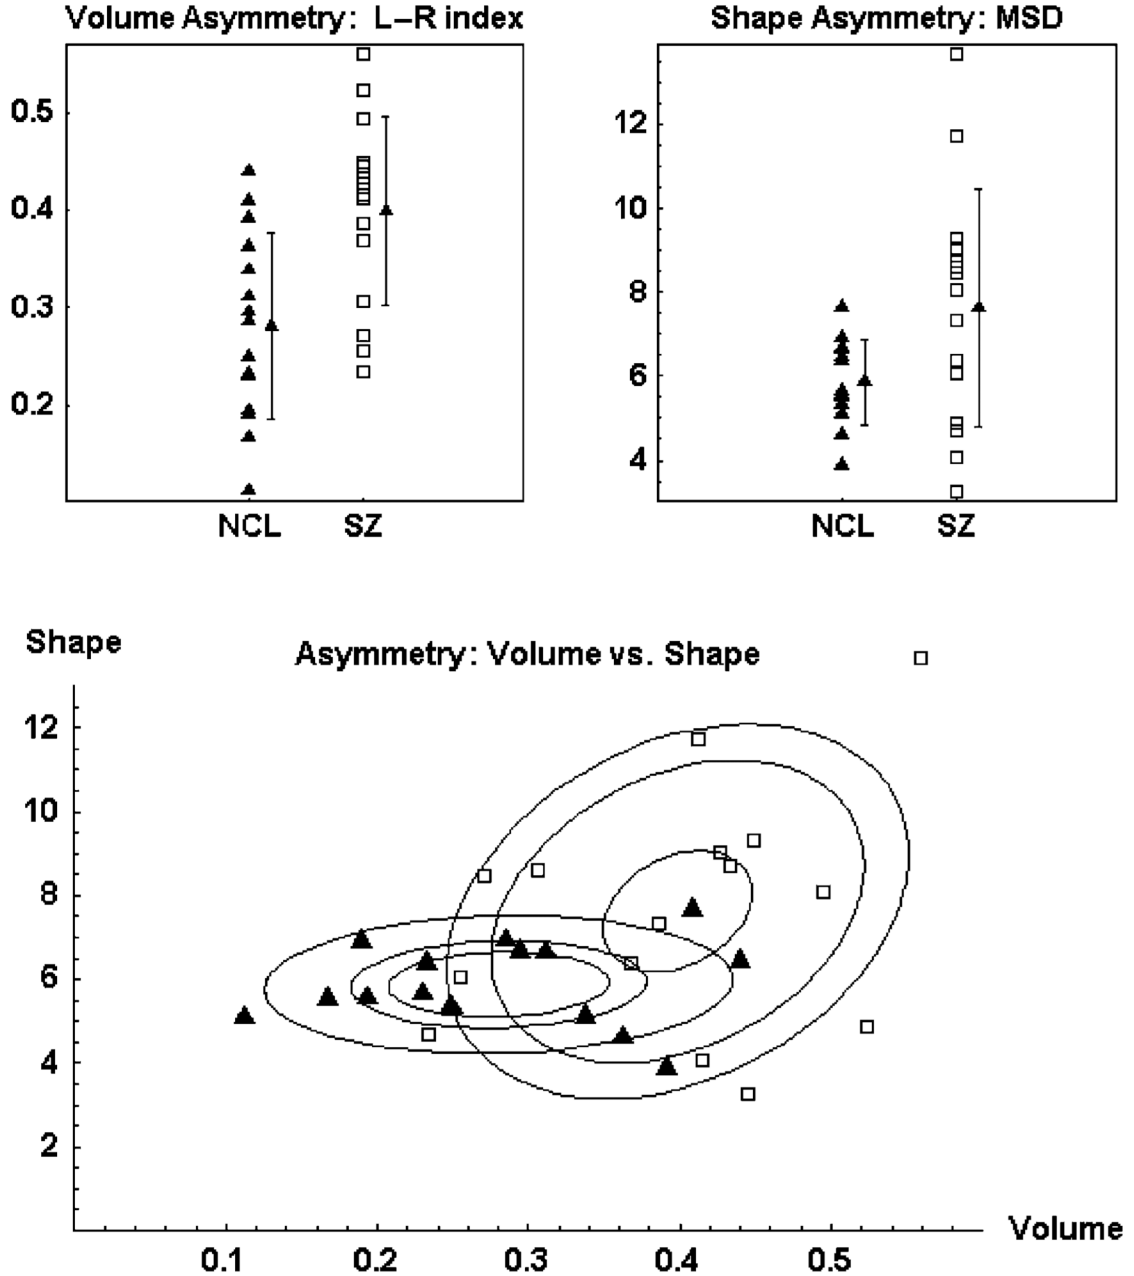 Volume Asymmetry: L–R index
0.5
0.4
0.3
0.2
NCL SZ
Shape Asymmetry: MSD
12
10
8
6
4
NCL SZ
Asymmetry: Volume vs. Shape
Shape
12
10
8
6
4
2
0.1 0.2 0.3 0.4 0.5
Volume